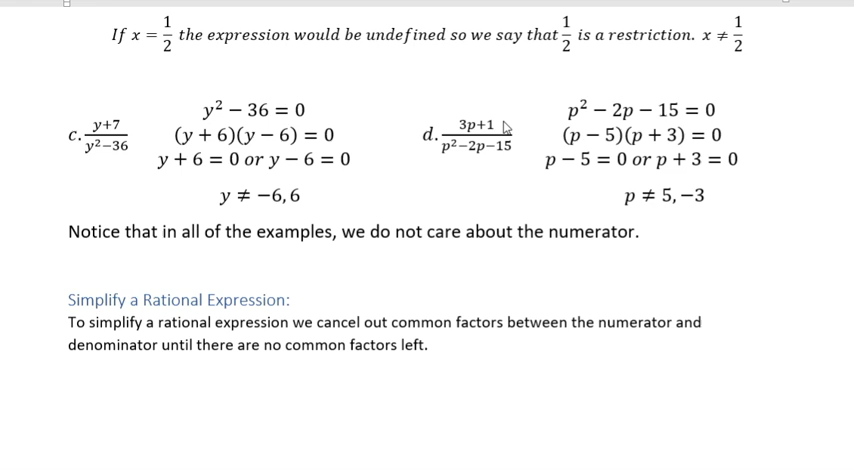 If x = 1/2 the expression would be undefined so we say that 1/2 is a restriction. x ≠ 1/2
c. y+7/y²−36
y² − 36 = 0
(y + 6)(y − 6) = 0
y + 6 = 0 or y − 6 = 0
y ≠ −6, 6
d. 3p+1/p²−2p−15
p² − 2p − 15 = 0
(p − 5)(p + 3) = 0
p − 5 = 0 or p + 3 = 0
p ≠ 5, −3
Notice that in all of the examples, we do not care about the numerator.
Simplify a Rational Expression:
To simplify a rational expression we cancel out common factors between the numerator and
denominator until there are no common factors left.